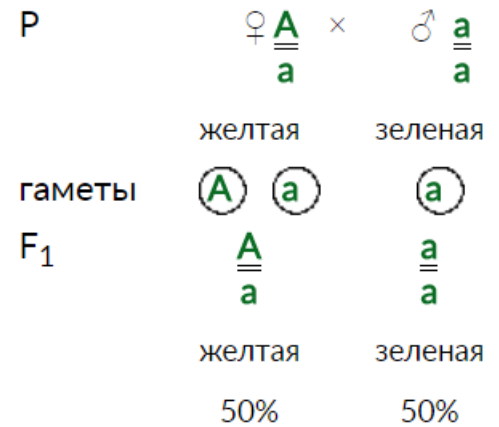 P ♀ A × ♂ a
a a
желтая зеленая
гаметы A a a
F₁ A a
a a
желтая зеленая
50% 50%